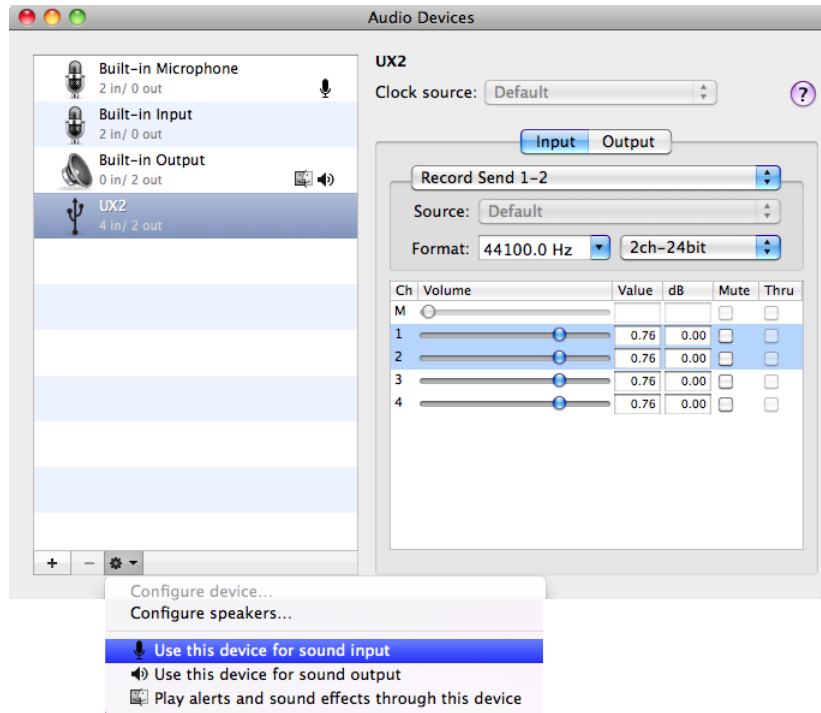 Audio Devices
Built-in Microphone
2 in/ 0 out
Built-in Input
2 in/ 0 out
Built-in Output
0 in/ 2 out
UX2
4 in/ 2 out
UX2
Clock source: Default
?
Input Output
Record Send 1-2
Source: Default
Format: 44100.0 Hz 2ch-24bit
Ch Volume Value dB Mute Thru
M
1 0.76 0.00
2 0.76 0.00
3 0.76 0.00
4 0.76 0.00
+ −
Configure device...
Configure speakers...
Use this device for sound input
Use this device for sound output
Play alerts and sound effects through this device